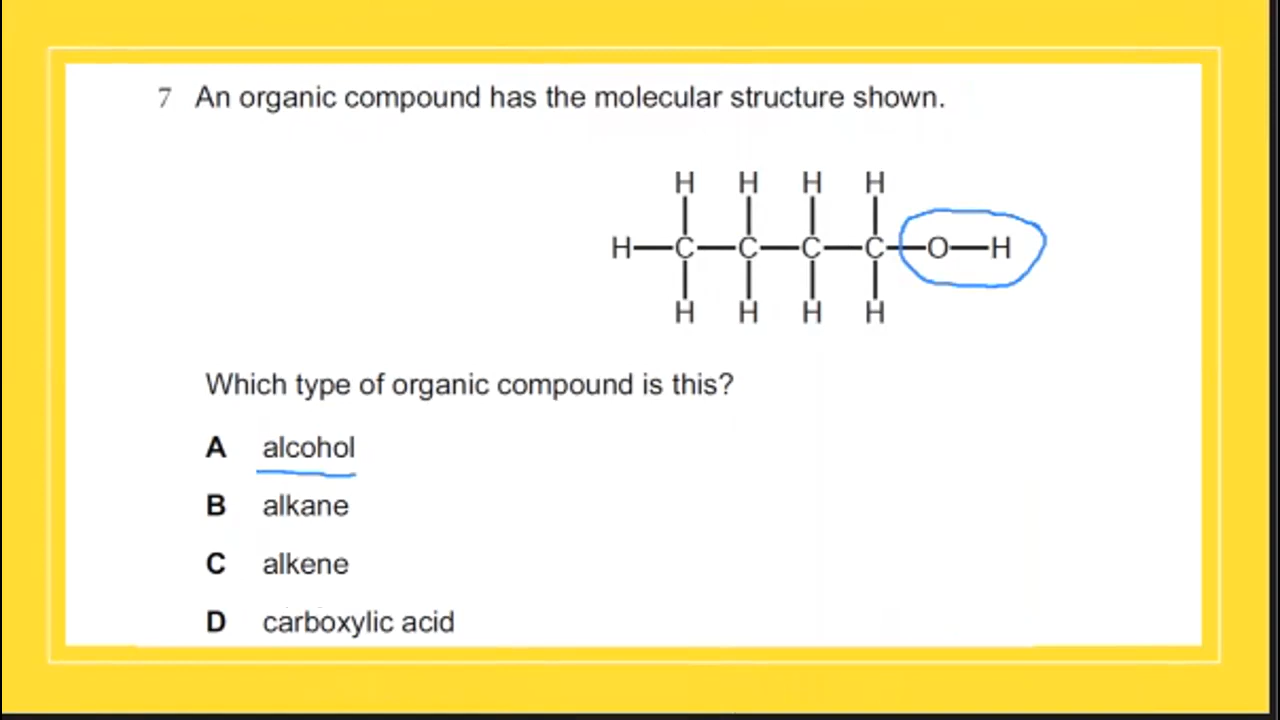 7 An organic compound has the molecular structure shown.
H H H H
H C C C C O H
H H H H
Which type of organic compound is this?
A alcohol
B alkane
C alkene
D carboxylic acid